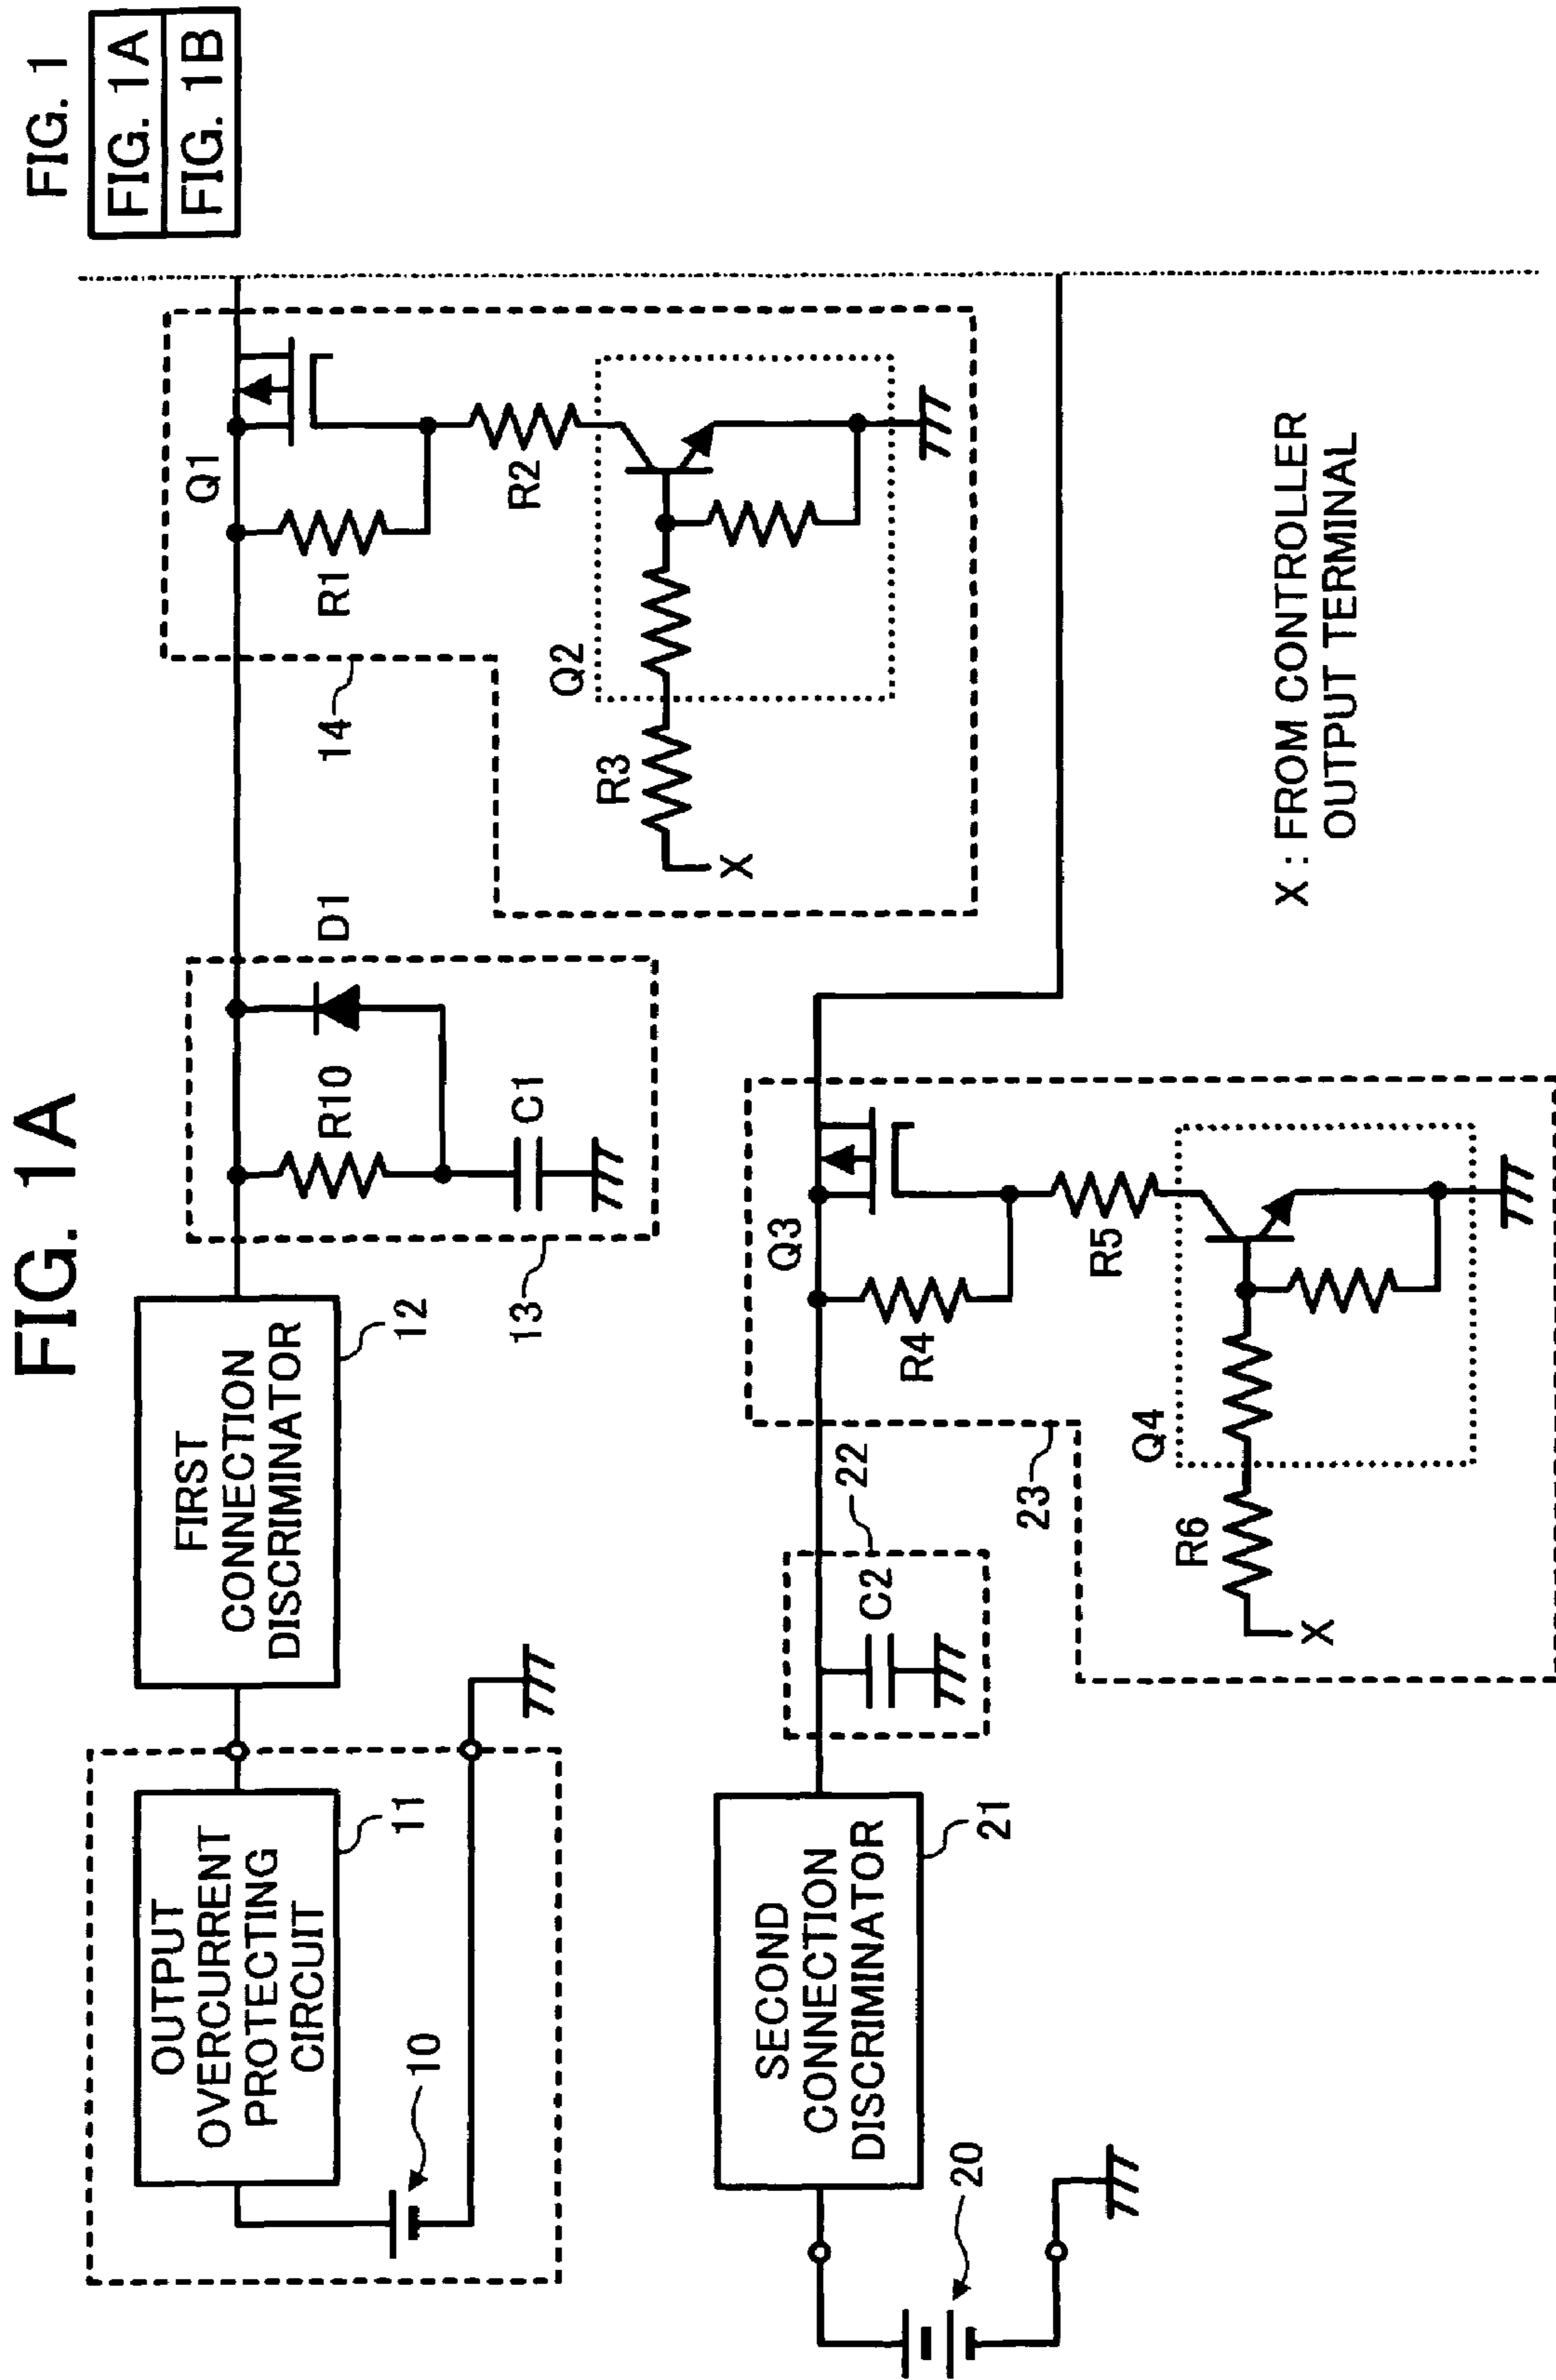 FIG. 1
FIG. 1A
FIG. 1B
FIG. 1A
OUTPUT
OVERCURRENT
PROTECTING
CIRCUIT
11
10
FIRST
CONNECTION
DISCRIMINATOR
12
R10
D1
C1
13
14
R1
Q1
R2
Q2
R3
X
SECOND
CONNECTION
DISCRIMINATOR
21
20
C2
22
23
R4
Q3
R5
Q4
R6
X
X : FROM CONTROLLER
OUTPUT TERMINAL